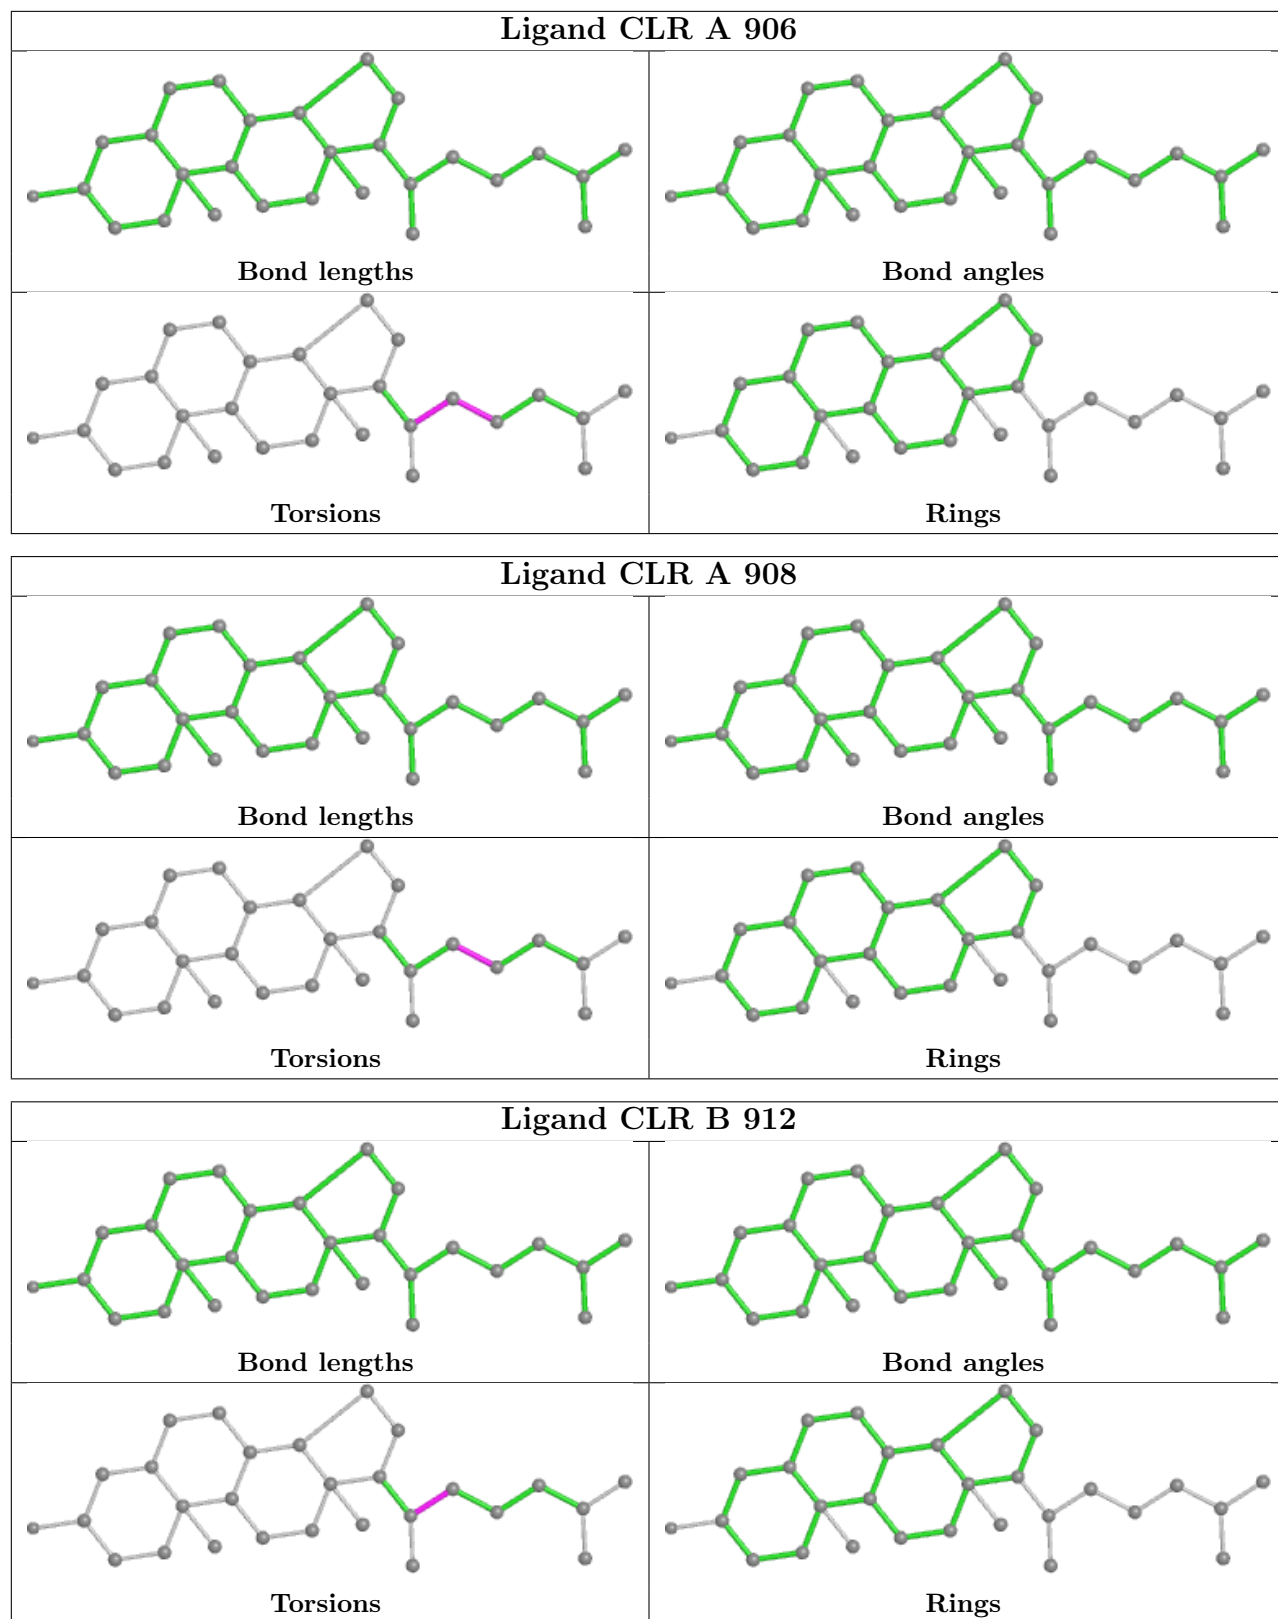 Ligand CLR A 906
Bond lengths
Bond angles
Torsions
Rings
Ligand CLR A 908
Bond lengths
Bond angles
Torsions
Rings
Ligand CLR B 912
Bond lengths
Bond angles
Torsions
Rings